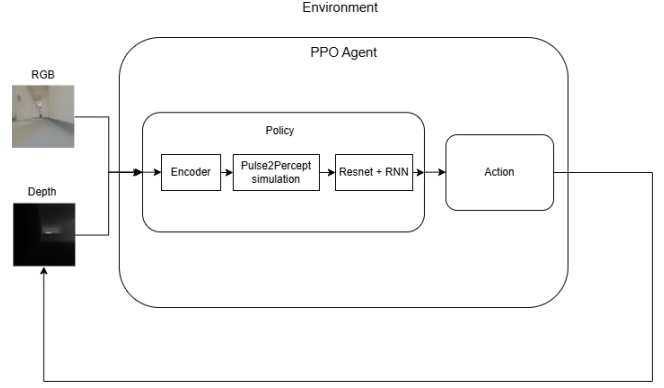 Environment
PPO Agent
RGB
Policy
Encoder
Pulse2Percept
simulation
Resnet + RNN
Action
Depth